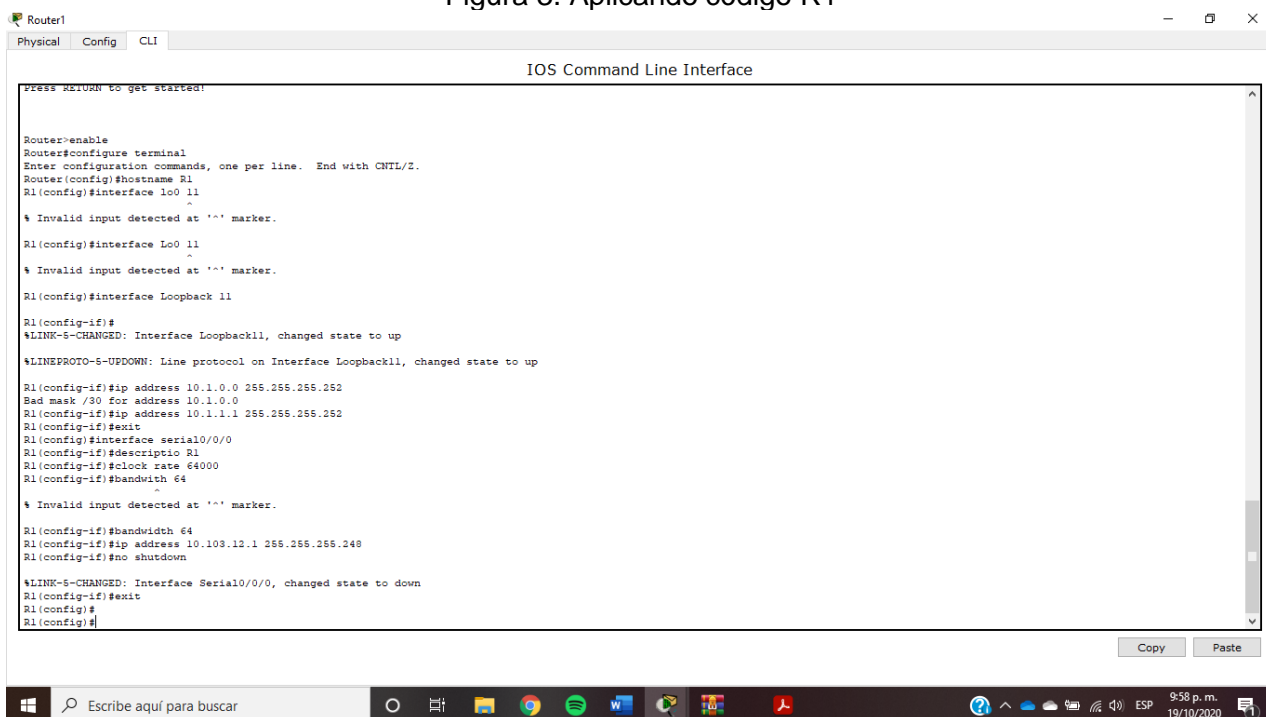 Figura 3. Aplicando código R1
Router1
Physical Config CLI
IOS Command Line Interface
Press RETURN to get started!
Router>enable
Router#configure terminal
Enter configuration commands, one per line. End with CNTL/Z.
Router(config)#hostname R1
R1(config)#interface lo0 11
^
% Invalid input detected at '^' marker.
R1(config)#interface Lo0 11
^
% Invalid input detected at '^' marker.
R1(config)#interface Loopback 11
R1(config-if)#
%LINK-5-CHANGED: Interface Loopback11, changed state to up
%LINEPROTO-5-UPDOWN: Line protocol on Interface Loopback11, changed state to up
R1(config-if)#ip address 10.1.0.0 255.255.255.252
Bad mask /30 for address 10.1.0.0
R1(config-if)#ip address 10.1.1.1 255.255.255.252
R1(config-if)#exit
R1(config)#interface serial0/0/0
R1(config-if)#descriptio R1
R1(config-if)#clock rate 64000
R1(config-if)#bandwith 64
^
% Invalid input detected at '^' marker.
R1(config-if)#bandwidth 64
R1(config-if)#ip address 10.103.12.1 255.255.255.248
R1(config-if)#no shutdown
%LINK-5-CHANGED: Interface Serial0/0/0, changed state to down
R1(config-if)#exit
R1(config)#
R1(config)#
Copy Paste
Escribe aquí para buscar
ESP
9:58 p. m.
19/10/2020